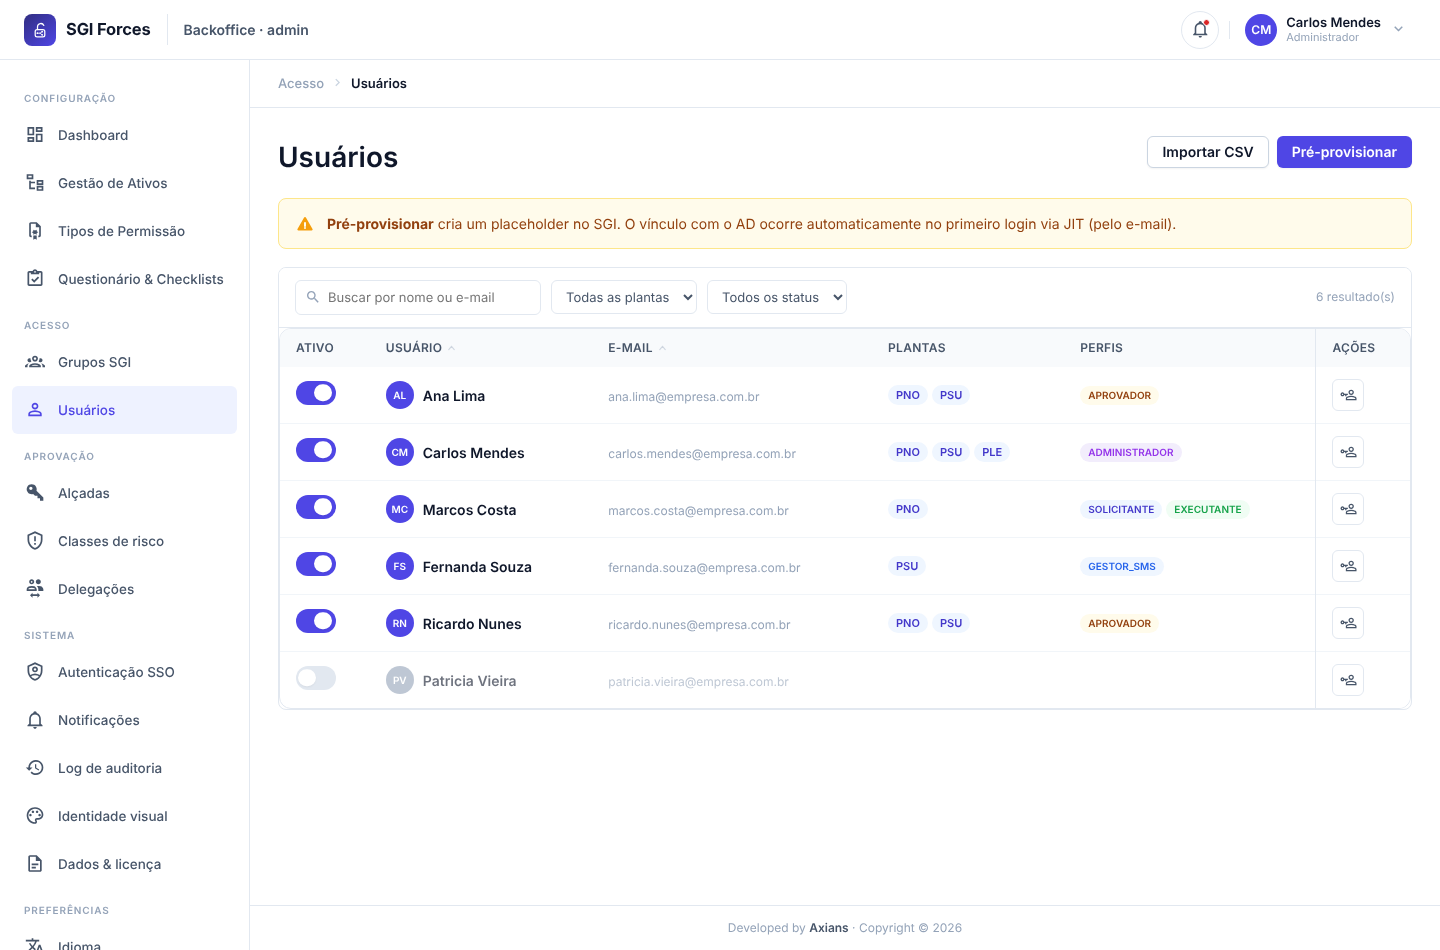 SGI Forces
Backoffice · admin
CM
Carlos Mendes
Administrador
CONFIGURAÇÃO
Dashboard
Gestão de Ativos
Tipos de Permissão
Questionário & Checklists
ACESSO
Grupos SGI
Usuários
APROVAÇÃO
Alçadas
Classes de risco
Delegações
SISTEMA
Autenticação SSO
Notificações
Log de auditoria
Identidade visual
Dados & licença
PREFERÊNCIAS
Idioma
Acesso > Usuários
Usuários
Importar CSV
Pré-provisionar
Pré-provisionar cria um placeholder no SGI. O vínculo com o AD ocorre automaticamente no primeiro login via JIT (pelo e-mail).
Buscar por nome ou e-mail
Todas as plantas
Todos os status
6 resultado(s)
ATIVO USUÁRIO E-MAIL PLANTAS PERFIS AÇÕES
AL Ana Lima ana.lima@empresa.com.br PNO PSU APROVADOR
CM Carlos Mendes carlos.mendes@empresa.com.br PNO PSU PLE ADMINISTRADOR
MC Marcos Costa marcos.costa@empresa.com.br PNO SOLICITANTE EXECUTANTE
FS Fernanda Souza fernanda.souza@empresa.com.br PSU GESTOR_SMS
RN Ricardo Nunes ricardo.nunes@empresa.com.br PNO PSU APROVADOR
PV Patricia Vieira patricia.vieira@empresa.com.br
Developed by Axians · Copyright © 2026